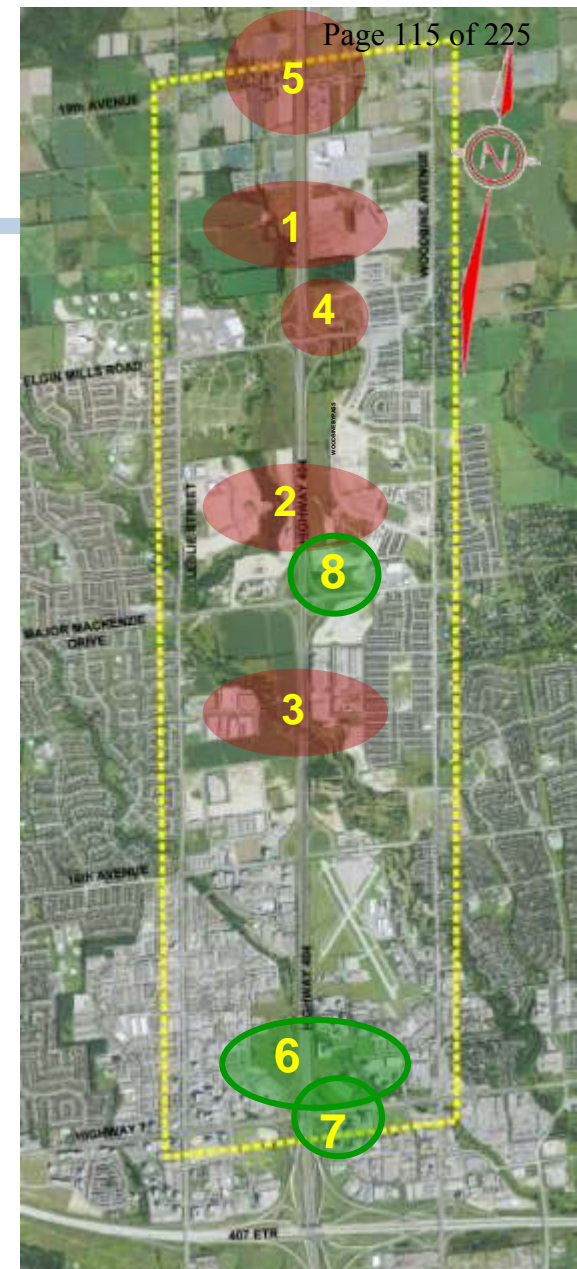 Page 115 of 225
5
19th AVENUE
N
WOODBINE AVENUE
1
4
ELGIN MILLS ROAD
WOODBINE BYPASS
HIGHWAY 404
2
LESLIE STREET
8
MAJOR MACKENZIE
DRIVE
3
16th AVENUE
HIGHWAY 404
6
HIGHWAY 7
7
407 ETR